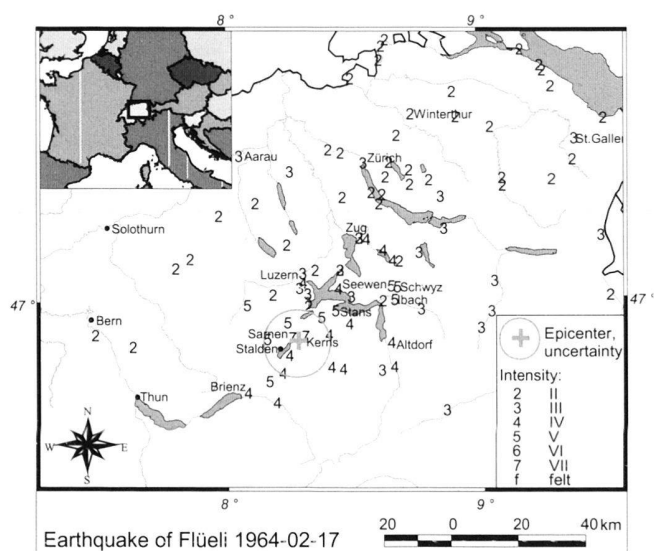 8 °
9 °
Winterthur
St.Gallen
Aarau
Zürich
Solothurn
Zug
Luzern
Seewen
Schwyz
Ibach
47 °
47 °
Stans
Bern
Sarnen
Kerns
Stalden
Altdorf
Brienz
Thun
N
W
E
S
Epicenter,
uncertainty
Intensity:
2 II
3 III
4 IV
5 V
6 VI
7 VII
f felt
8 °
9 °
Earthquake of Flüeli 1964-02-17
20 0 20 40 km